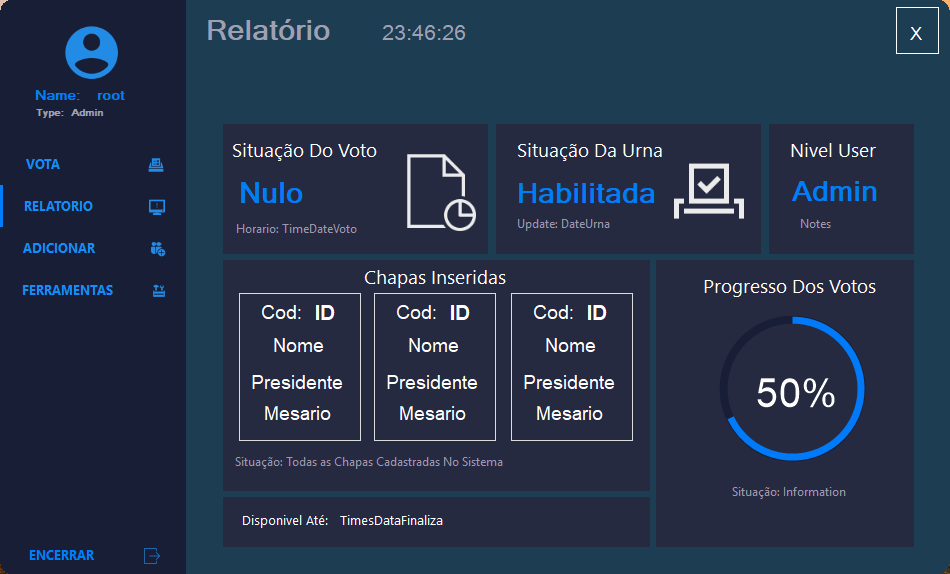 Name: root
Type: Admin
VOTA
RELATORIO
ADICIONAR
FERRAMENTAS
ENCERRAR
Relatório 23:46:26
X
Situação Do Voto
Nulo
Horario: TimeDateVoto
Situação Da Urna
Habilitada
Update: DateUrna
Nivel User
Admin
Notes
Chapas Inseridas
Cod: ID
Nome
Presidente
Mesario
Cod: ID
Nome
Presidente
Mesario
Cod: ID
Nome
Presidente
Mesario
Situação: Todas as Chapas Cadastradas No Sistema
Disponivel Até: TimesDataFinaliza
Progresso Dos Votos
50%
Situação: Information